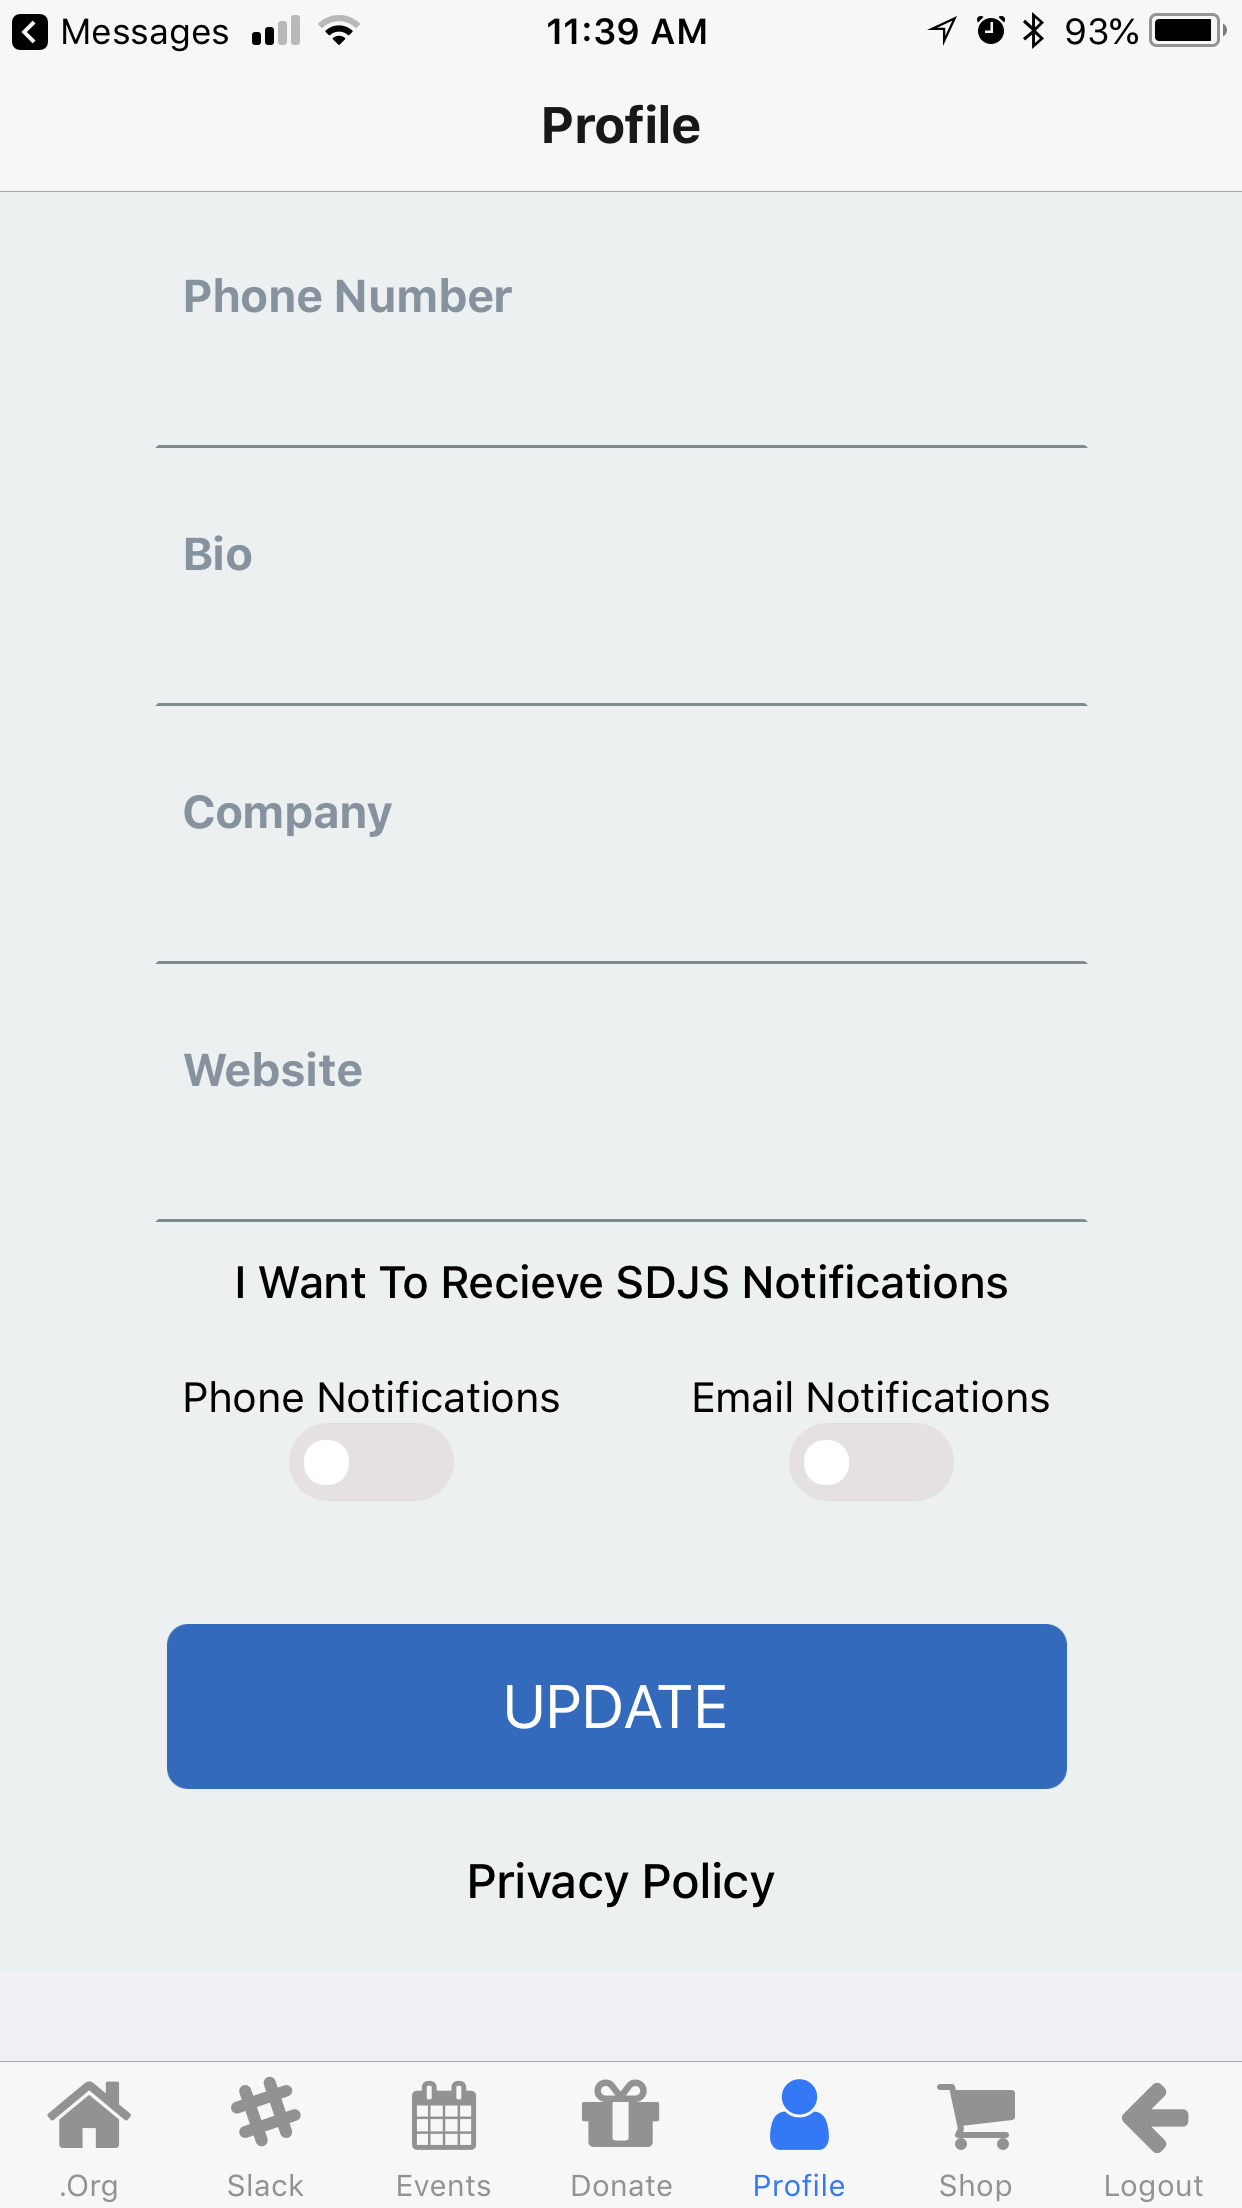 Messages 11:39 AM 93%
Profile
Phone Number
Bio
Company
Website
I Want To Recieve SDJS Notifications
Phone Notifications Email Notifications
UPDATE
Privacy Policy
.Org Slack Events Donate Profile Shop Logout